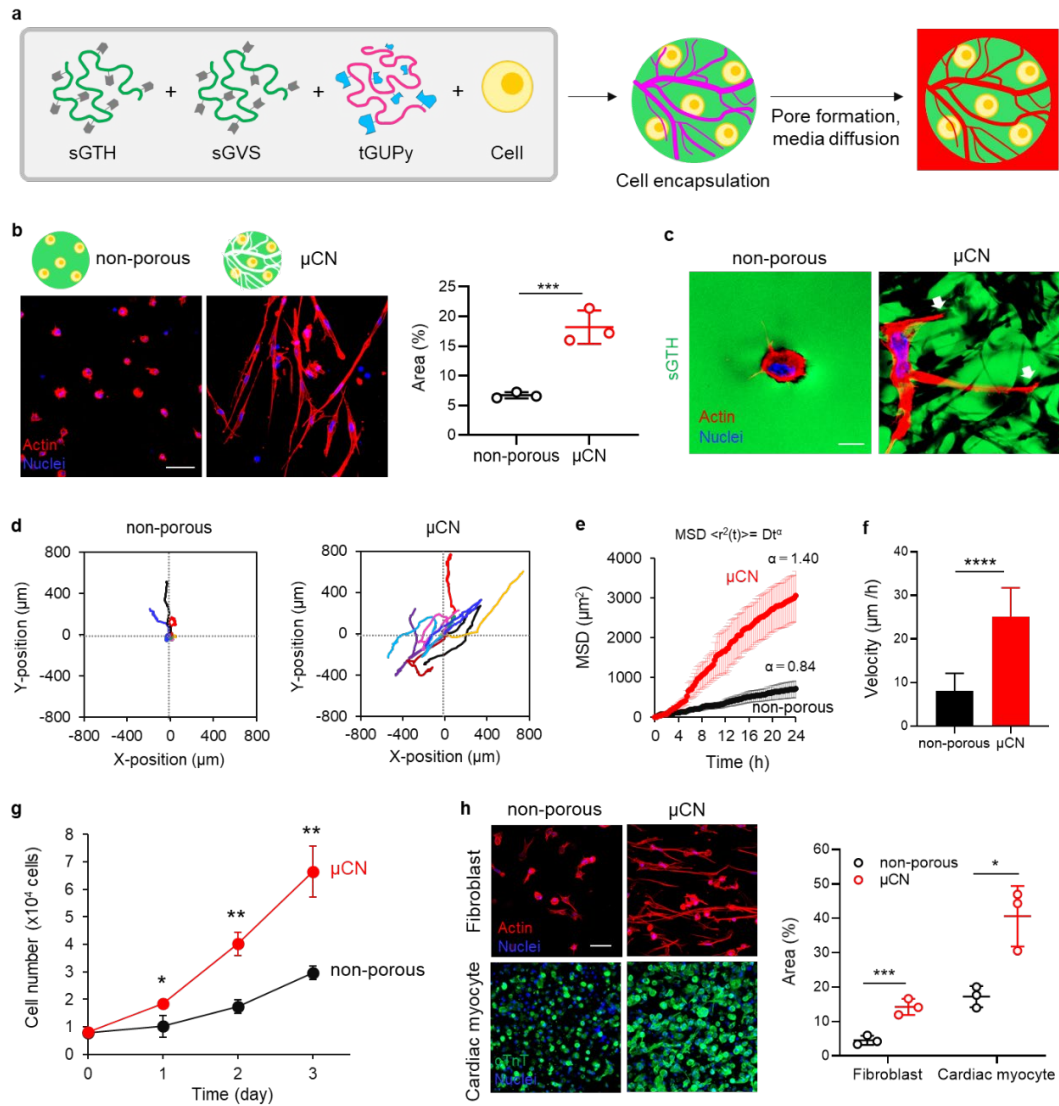 a
sGTH + sGVS + tGUPy + Cell
Cell encapsulation
Pore formation,
media diffusion
b
non-porous
µCN
Actin
Nuclei
Area (%)
25
20
15
10
5
0
***
non-porous
µCN
c
non-porous
µCN
sGTH
Actin
Nuclei
d
non-porous
Y-position (µm)
800
400
0
-400
-800
-800 -400 0 400 800
X-position (µm)
µCN
Y-position (µm)
800
400
0
-400
-800
-800 -400 0 400 800
X-position (µm)
e
MSD <r²(t)>= Dtᵅ
MSD (µm²)
4000
3000
2000
1000
0
α = 1.40
µCN
α = 0.84
non-porous
0 4 8 12 16 20 24
Time (h)
f
Velocity (µm /h)
40
30
20
10
0
****
non-porous µCN
g
Cell number (x10⁴ cells)
8
7
6
5
4
3
2
1
0
*
**
**
µCN
non-porous
0 1 2 3
Time (day)
h
non-porous
µCN
Fibroblast
Actin
Nuclei
Cardiac myocyte
cTnT
Nuclei
Area (%)
60
50
40
30
20
10
0
non-porous
µCN
***
*
Fibroblast Cardiac myocyte